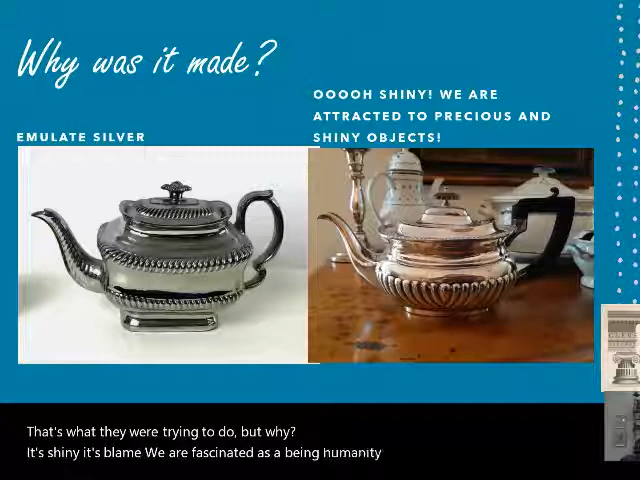 Why was it made?
EMULATE SILVER
OOOOH SHINY! WE ARE
ATTRACTED TO PRECIOUS AND
SHINY OBJECTS!
That's what they were trying to do, but why?
It's shiny it's blame We are fascinated as a being humanity